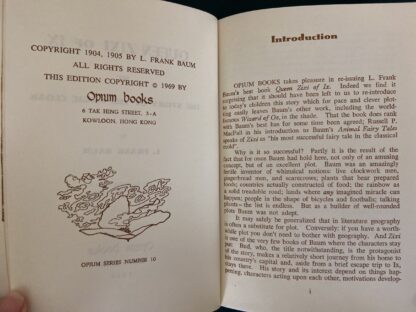 COPYRIGHT 1904, 1905 BY L. FRANK BAUM
ALL RIGHTS RESERVED
THIS EDITION COPYRIGHT © 1969 BY
Opium books
6 TAK HING STREET, 3-A
KOWLOON, HONG KONG
OPIUM SERIES NUMBER 10
Introduction
OPIUM BOOKS takes pleasure in re-issuing L. Frank
Baum's best book Queen Zixi of Ix. Indeed we find it
surprising that it should have been left to us to re-introduce
to today's children this story which for pace and clever plot-
ting easily leaves Baum's other work, including the world-
famous Wizard of Oz, in the shade. That the book does rank
with Baum's best has for some time been agreed; Russell P.
MacFall in his introduction to Baum's Animal Fairy Tales
speaks of Zixi as "his most successful fairy tale in his classical
mold".
Why is it so successful? Partly it is the result of the
fact that for once Baum had hold here, not only of an amusing
concept, but of an excellent plot. Baum was an amazingly
fertile inventor of whimsical notions: live clockwork men,
gingerbread men, and scarecrows; plants that bear prepared
foods; countries actually constructed of food; the rainbow as
a solid treadable road; lands where any imagined miracle can
happen; people in the shape of bicycles and footballs; talking
plants—the list is endless. But as a builder of well-rounded
plots Baum was not adept.
It may safely be generalized that in literature geography
is often a substitute for plot. Conversely: if you have a worth-
while plot you don't need to bother with geography. And Zixi
is one of the very few books of Baum where the characters stay
put. Bud, who, the title notwithstanding, is the protagonist
of the story, makes a relatively short journey from his home to
his country's capital and, aside from a brief escape to Ix,
stays there. His story and its interest depend on things hap-
pening, characters acting upon each other, motivations develop-
i